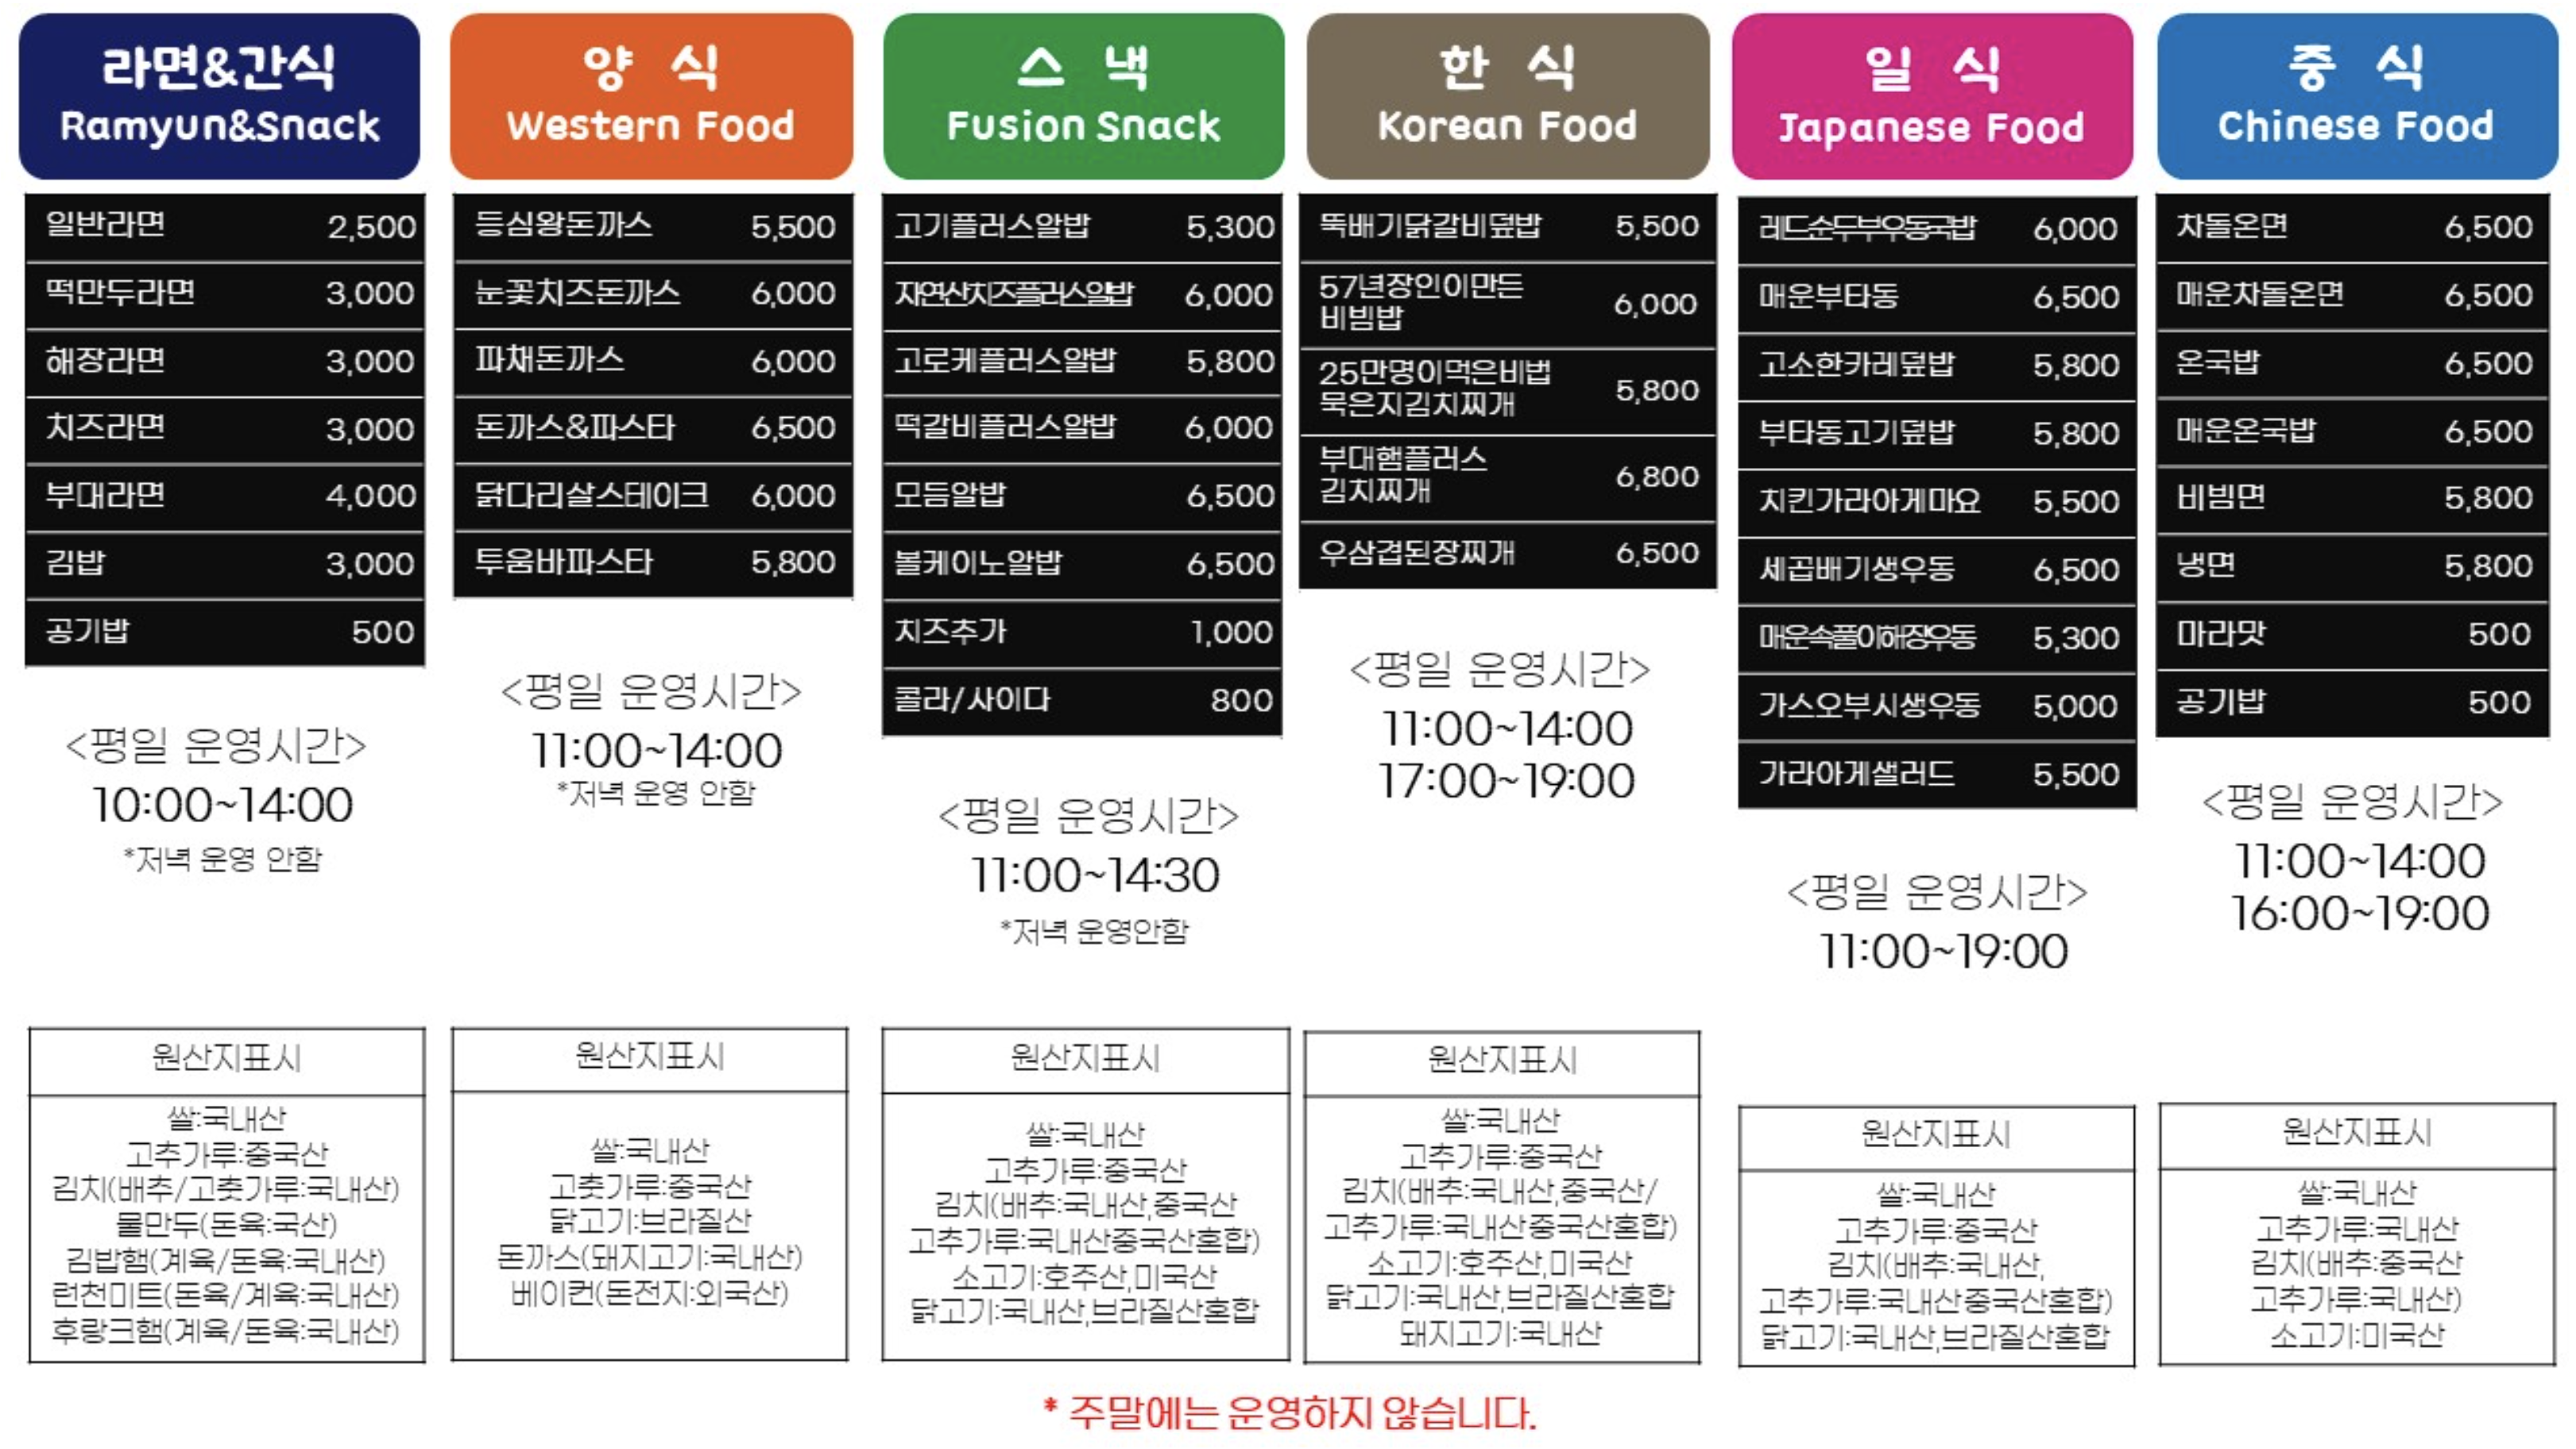 라면&간식
Ramyun&Snack
일반라면 2,500
떡만두라면 3,000
해장라면 3,000
치즈라면 3,000
부대라면 4,000
김밥 3,000
공기밥 500
<평일 운영시간>
10:00~14:00
*저녁 운영 안함
원산지표시
쌀:국내산
고추가루:중국산
김치(배추/고춧가루:국내산)
물만두(돈육:국산)
김밥햄(계육/돈육:국내산)
런천미트(돈육/계육:국내산)
후랑크햄(계육/돈육:국내산)
양 식
Western Food
등심왕돈까스 5,500
눈꽃치즈돈까스 6,000
파채돈까스 6,000
돈까스&파스타 6,500
닭다리살스테이크 6,000
투움바파스타 5,800
<평일 운영시간>
11:00~14:00
*저녁 운영 안함
원산지표시
쌀:국내산
고춧가루:중국산
닭고기:브라질산
돈까스(돼지고기:국내산)
베이컨(돈전지:외국산)
스 낵
Fusion Snack
고기플러스알밥 5,300
자연산치즈플러스알밥 6,000
고로케플러스알밥 5,800
떡갈비플러스알밥 6,000
모듬알밥 6,500
볼케이노알밥 6,500
치즈추가 1,000
콜라/사이다 800
<평일 운영시간>
11:00~14:30
*저녁 운영안함
원산지표시
쌀:국내산
고추가루:중국산
김치(배추:국내산,중국산
고추가루:국내산중국산혼합)
소고기:호주산,미국산
닭고기:국내산,브라질산혼합
한 식
Korean Food
뚝배기닭갈비덮밥 5,500
57년장인이만든
비빔밥 6,000
25만명이먹은비법
묵은지김치찌개 5,800
부대햄플러스
김치찌개 6,800
우삼겹된장찌개 6,500
<평일 운영시간>
11:00~14:00
17:00~19:00
원산지표시
쌀:국내산
고추가루:중국산
김치(배추:국내산,중국산/
고추가루:국내산중국산혼합)
소고기:호주산,미국산
닭고기:국내산,브라질산혼합
돼지고기:국내산
일 식
Japanese Food
레드순두부우동국밥 6,000
매운부타동 6,500
고소한카레덮밥 5,800
부타동고기덮밥 5,800
치킨가라아게마요 5,500
세곱배기생우동 6,500
매운속풀이해장우동 5,300
가스오부시생우동 5,000
가라아게샐러드 5,500
<평일 운영시간>
11:00~19:00
원산지표시
쌀:국내산
고추가루:중국산
김치(배추:국내산,
고추가루:국내산중국산혼합)
닭고기:국내산,브라질산혼합
중 식
Chinese Food
차돌온면 6,500
매운차돌온면 6,500
온국밥 6,500
매운온국밥 6,500
비빔면 5,800
냉면 5,800
마라맛 500
공기밥 500
<평일 운영시간>
11:00~14:00
16:00~19:00
원산지표시
쌀:국내산
고추가루:국내산
김치(배추:중국산
고추가루:국내산)
소고기:미국산
* 주말에는 운영하지 않습니다.